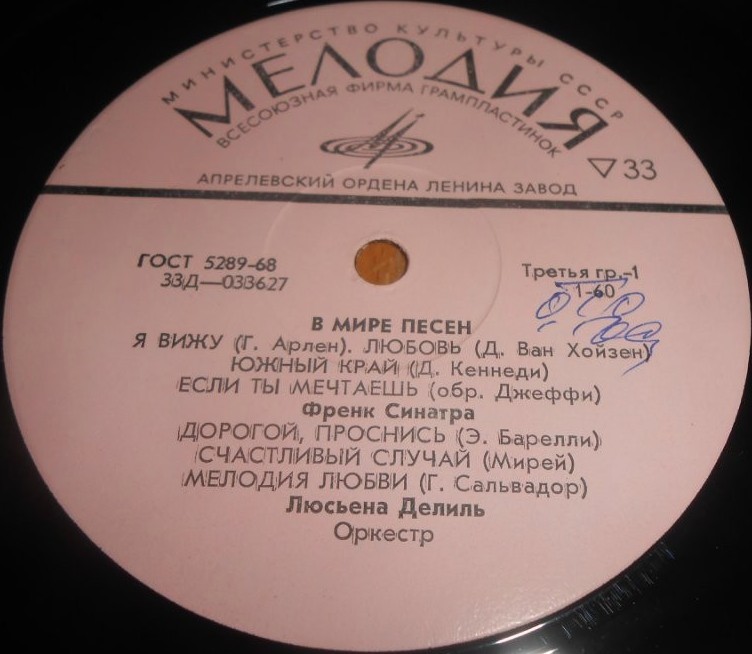 МИНИСТЕРСТВО КУЛЬТУРЫ СССР
МЕЛОДИЯ
ВСЕСОЮЗНАЯ ФИРМА ГРАМПЛАСТИНОК
▽33
АПРЕЛЕВСКИЙ ОРДЕНА ЛЕНИНА ЗАВОД
ГОСТ 5289-68
33Д—033627
Третья гр.-1
1-60
В МИРЕ ПЕСЕН
Я ВИЖУ (Г. Арлен). ЛЮБОВЬ (Д. Ван Хойзен)
ЮЖНЫЙ КРАЙ (Д. Кеннеди)
ЕСЛИ ТЫ МЕЧТАЕШЬ (обр. Джеффи)
Френк Синатра
ДОРОГОЙ, ПРОСНИСЬ (Э. Барелли)
СЧАСТЛИВЫЙ СЛУЧАЙ (Мирей)
МЕЛОДИЯ ЛЮБВИ (Г. Сальвадор)
Люсьена Делиль
Оркестр